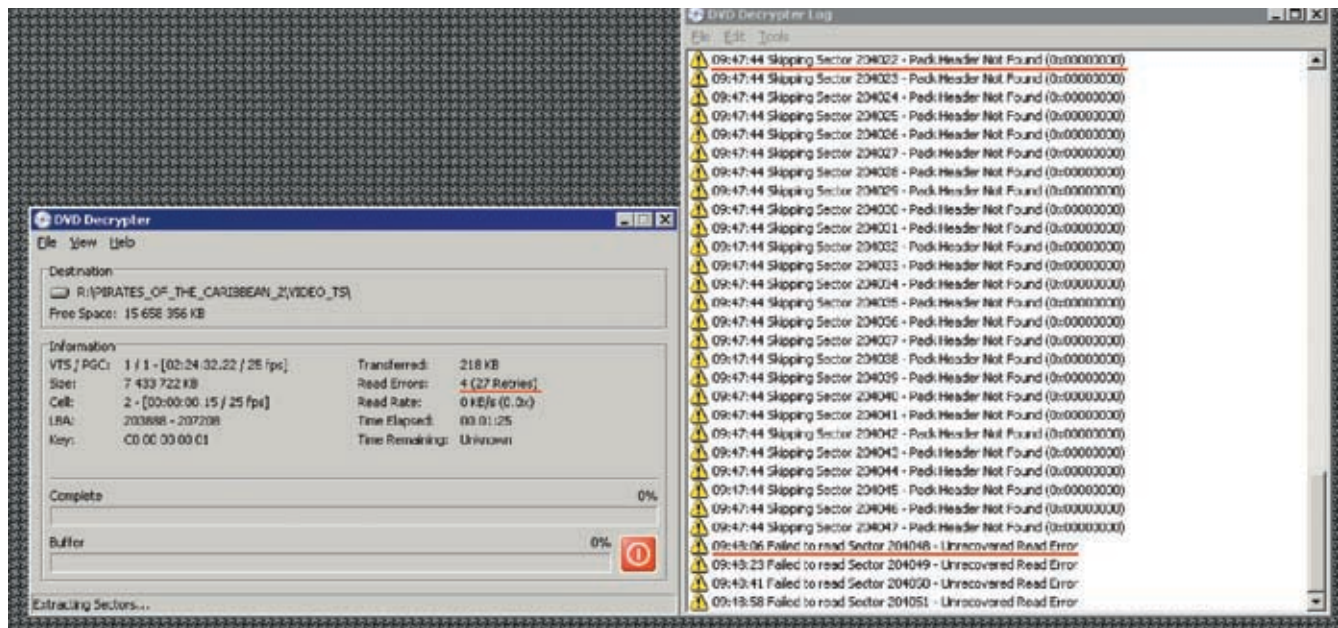 DVD Decrypter
File View Help
Destination
R:\PIRATES_OF_THE_CARIBBEAN_2\VIDEO_TS\
Free Space: 15 658 356 KB
Information
VTS / PGC: 1 / 1 - [02:24:32.22 / 25 fps]
Size: 7 433 722 KB
Cell: 2 - [00:00:00.15 / 25 fps]
LBA: 203888 - 207208
Key: C0 00 00 00 01
Transferred: 218 KB
Read Errors: 4 (27 Retries)
Read Rate: 0 KB/s (0.0x)
Time Elapsed: 00:01:25
Time Remaining: Unknown
Complete 0%
Buffer 0%
Extracting Sectors...
DVD Decrypter Log
File Edit Tools
09:47:44 Skipping Sector 204022 - Pack Header Not Found (0x00000000)
09:47:44 Skipping Sector 204023 - Pack Header Not Found (0x00000000)
09:47:44 Skipping Sector 204024 - Pack Header Not Found (0x00000000)
09:47:44 Skipping Sector 204025 - Pack Header Not Found (0x00000000)
09:47:44 Skipping Sector 204026 - Pack Header Not Found (0x00000000)
09:47:44 Skipping Sector 204027 - Pack Header Not Found (0x00000000)
09:47:44 Skipping Sector 204028 - Pack Header Not Found (0x00000000)
09:47:44 Skipping Sector 204029 - Pack Header Not Found (0x00000000)
09:47:44 Skipping Sector 204030 - Pack Header Not Found (0x00000000)
09:47:44 Skipping Sector 204031 - Pack Header Not Found (0x00000000)
09:47:44 Skipping Sector 204032 - Pack Header Not Found (0x00000000)
09:47:44 Skipping Sector 204033 - Pack Header Not Found (0x00000000)
09:47:44 Skipping Sector 204034 - Pack Header Not Found (0x00000000)
09:47:44 Skipping Sector 204035 - Pack Header Not Found (0x00000000)
09:47:44 Skipping Sector 204036 - Pack Header Not Found (0x00000000)
09:47:44 Skipping Sector 204037 - Pack Header Not Found (0x00000000)
09:47:44 Skipping Sector 204038 - Pack Header Not Found (0x00000000)
09:47:44 Skipping Sector 204039 - Pack Header Not Found (0x00000000)
09:47:44 Skipping Sector 204040 - Pack Header Not Found (0x00000000)
09:47:44 Skipping Sector 204041 - Pack Header Not Found (0x00000000)
09:47:44 Skipping Sector 204042 - Pack Header Not Found (0x00000000)
09:47:44 Skipping Sector 204043 - Pack Header Not Found (0x00000000)
09:47:44 Skipping Sector 204044 - Pack Header Not Found (0x00000000)
09:47:44 Skipping Sector 204045 - Pack Header Not Found (0x00000000)
09:47:44 Skipping Sector 204046 - Pack Header Not Found (0x00000000)
09:47:44 Skipping Sector 204047 - Pack Header Not Found (0x00000000)
09:48:06 Failed to read Sector 204048 - Unrecovered Read Error
09:48:23 Failed to read Sector 204049 - Unrecovered Read Error
09:48:41 Failed to read Sector 204050 - Unrecovered Read Error
09:48:58 Failed to read Sector 204051 - Unrecovered Read Error